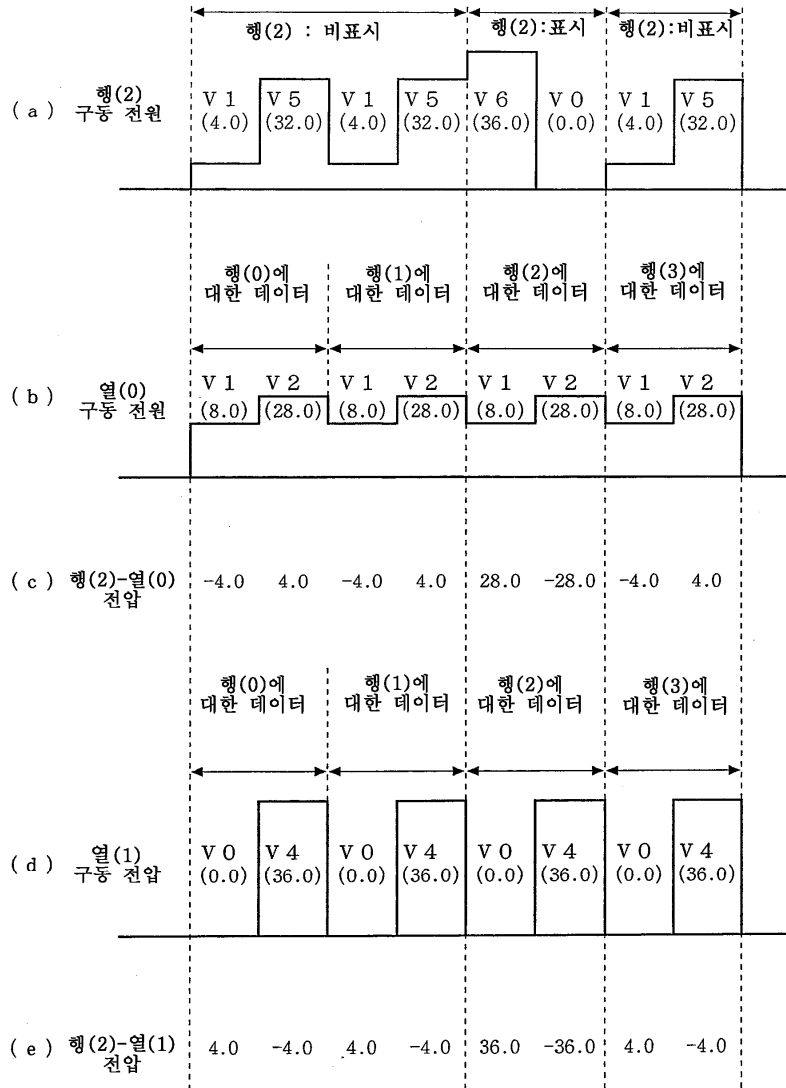 행(2) : 비표시 행(2):표시 행(2):비표시
(a) 행(2) 구동 전원
V1 V5 V1 V5 V6 V0 V1 V5
(4.0) (32.0) (4.0) (32.0) (36.0) (0.0) (4.0) (32.0)
행(0)에 행(1)에 행(2)에 행(3)에
대한 데이터 대한 데이터 대한 데이터 대한 데이터
(b) 열(0) 구동 전원
V1 V2 V1 V2 V1 V2 V1 V2
(8.0) (28.0) (8.0) (28.0) (8.0) (28.0) (8.0) (28.0)
(c) 행(2)-열(0) 전압
-4.0 4.0 -4.0 4.0 28.0 -28.0 -4.0 4.0
행(0)에 행(1)에 행(2)에 행(3)에
대한 데이터 대한 데이터 대한 데이터 대한 데이터
(d) 열(1) 구동 전압
V0 V4 V0 V4 V0 V4 V0 V4
(0.0) (36.0) (0.0) (36.0) (0.0) (36.0) (0.0) (36.0)
(e) 행(2)-열(1) 전압
4.0 -4.0 4.0 -4.0 36.0 -36.0 4.0 -4.0